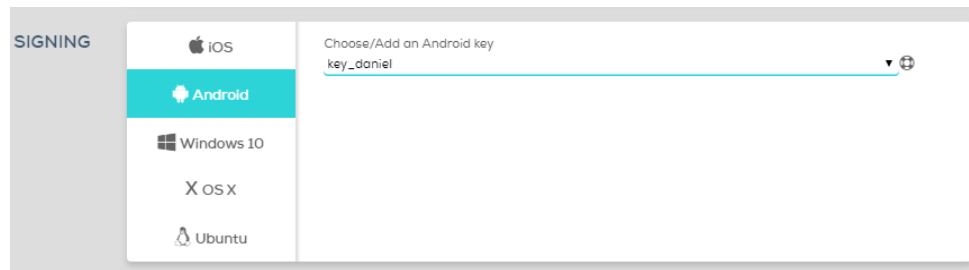 SIGNING
iOS
Android
Windows 10
X OS X
Ubuntu
Choose/Add an Android key
key_daniel